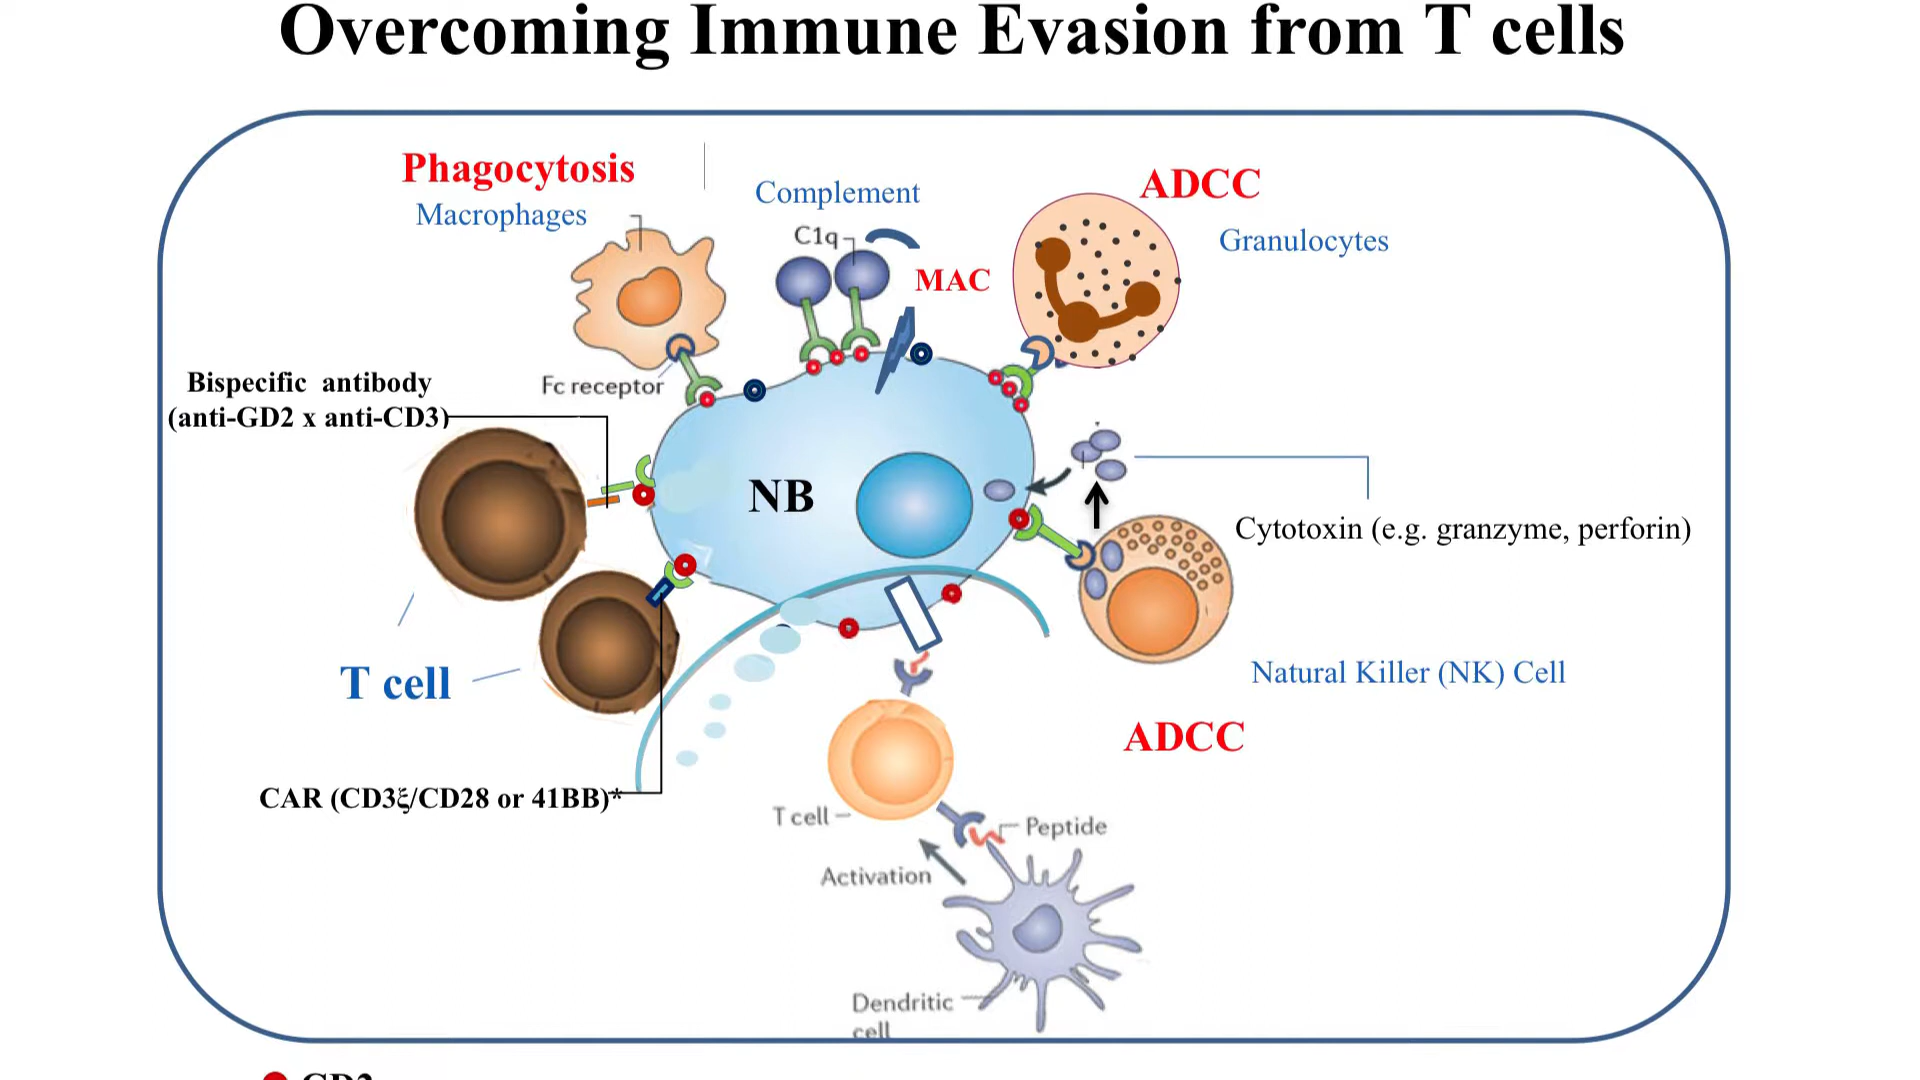 Overcoming Immune Evasion from T cells
Phagocytosis
Macrophages
Complement
C1q
MAC
ADCC
Granulocytes
Fc receptor
Bispecific antibody
(anti-GD2 x anti-CD3)
NB
Cytotoxin (e.g. granzyme, perforin)
T cell
Natural Killer (NK) Cell
ADCC
CAR (CD3ξ/CD28 or 41BB)*
T cell
Peptide
Activation
Dendritic
cell
GD2